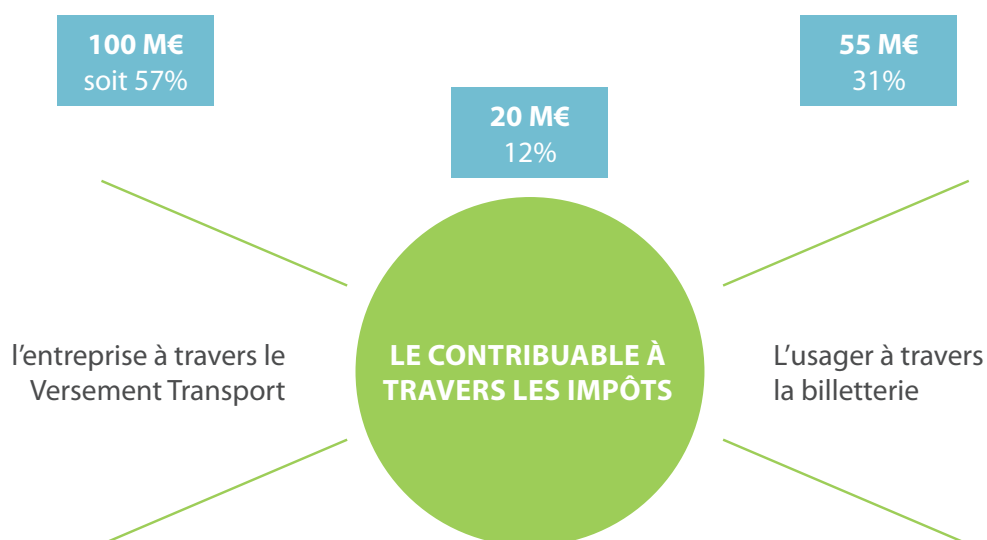 100 M€
soit 57%
20 M€
12%
55 M€
31%
l'entreprise à travers le
Versement Transport
LE CONTRIBUABLE À
TRAVERS LES IMPÔTS
L'usager à travers
la billetterie